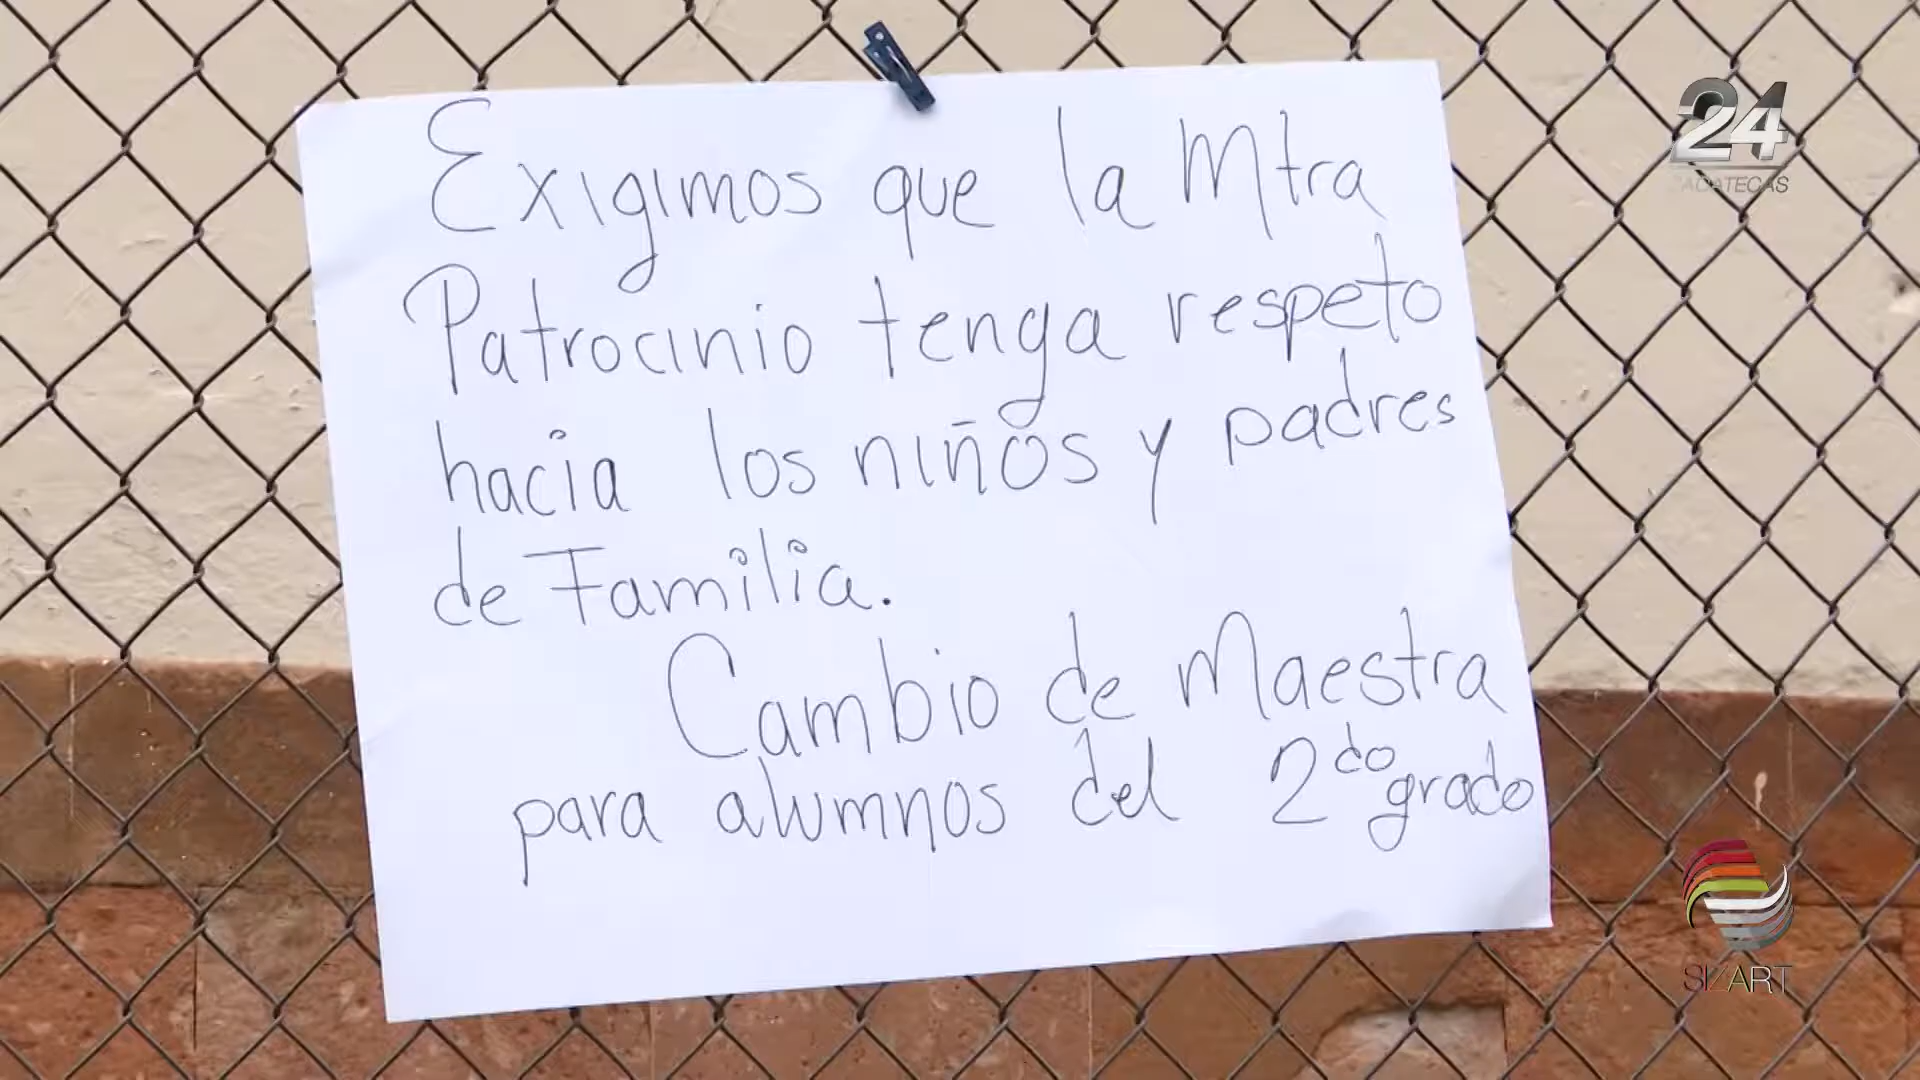 Exigimos que la Mtra
Patrocinio tenga respeto
hacia los niños y padres
de Familia.
Cambio de Maestra
para alumnos del 2do grado
24
ZACATECAS
SIZART